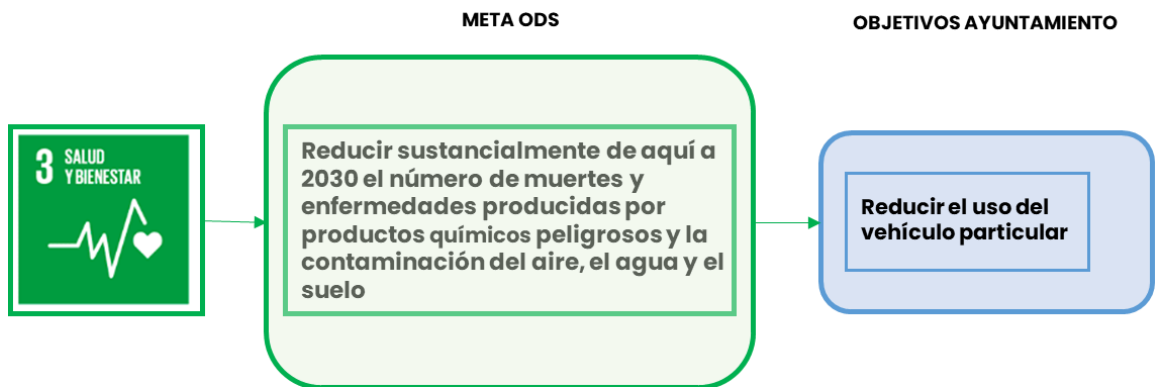 META ODS
OBJETIVOS AYUNTAMIENTO
3 SALUD
Y BIENESTAR
Reducir sustancialmente de aquí a
2030 el número de muertes y
enfermedades producidas por
productos químicos peligrosos y la
contaminación del aire, el agua y el
suelo
Reducir el uso del
vehículo particular